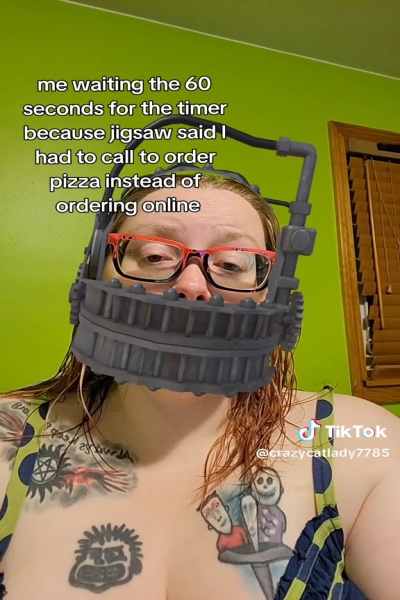 me waiting the 60
seconds for the timer
because jigsaw said I
had to call to order
pizza instead of
ordering online
TikTok
@crazycatlady7785